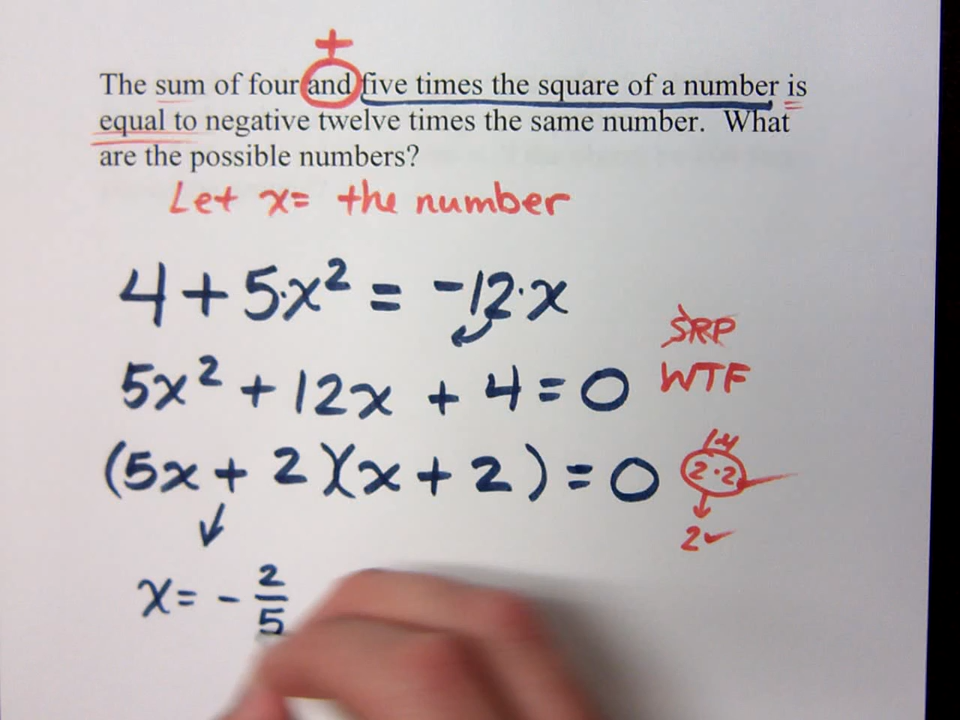 +
The sum of four and five times the square of a number is
equal to negative twelve times the same number. What
are the possible numbers?
Let x= the number
4 + 5·x² = -12·x
SRP
5x² + 12x + 4 = 0
WTF
1·4
(5x + 2)(x + 2) = 0
2·2
2
x = - 2/5